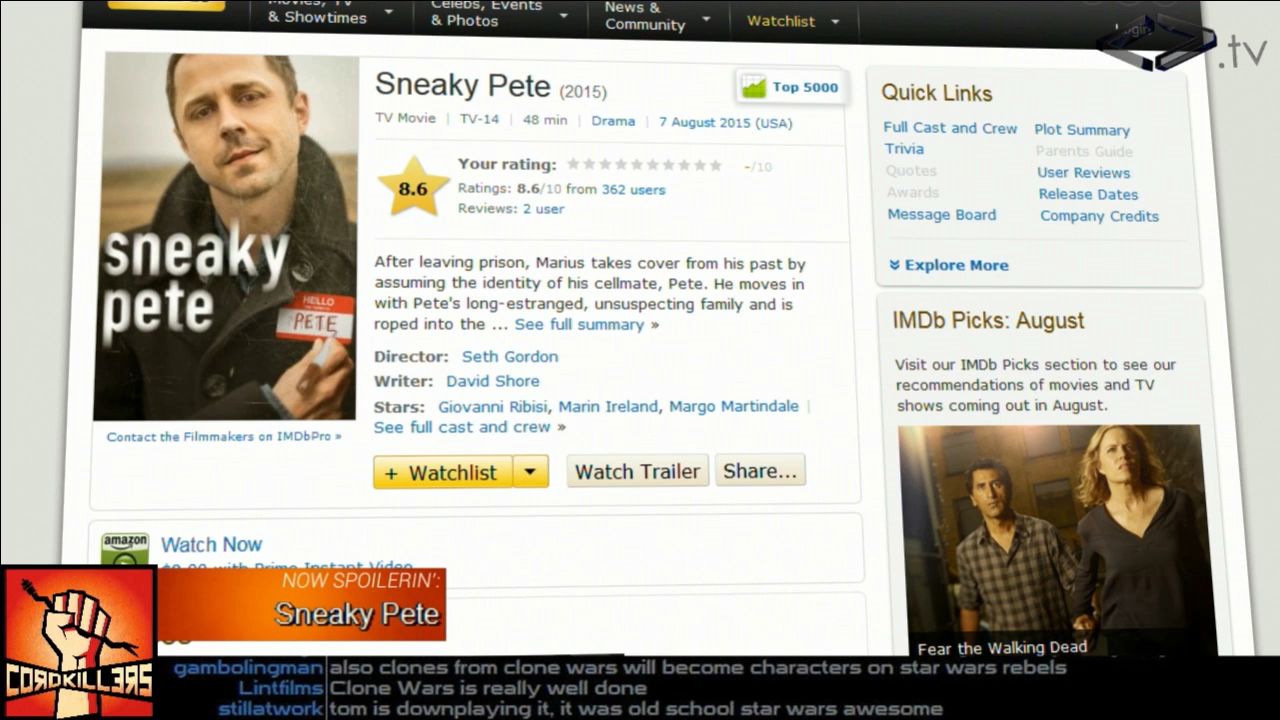 Movies, TV
& Showtimes
Celebs, Events
& Photos
News &
Community
Watchlist
Login
.tv
Sneaky Pete (2015)
Top 5000
TV Movie | TV-14 | 48 min | Drama | 7 August 2015 (USA)
8.6
Your rating: -/10
Ratings: 8.6/10 from 362 users
Reviews: 2 user
After leaving prison, Marius takes cover from his past by
assuming the identity of his cellmate, Pete. He moves in
with Pete's long-estranged, unsuspecting family and is
roped into the ... See full summary »
Director: Seth Gordon
Writer: David Shore
Stars: Giovanni Ribisi, Marin Ireland, Margo Martindale |
See full cast and crew »
+ Watchlist
Watch Trailer
Share...
sneaky
pete
HELLO
PETE
Contact the Filmmakers on IMDbPro »
amazon
Watch Now
$0.00 with Prime Instant Video
Quick Links
Full Cast and Crew
Plot Summary
Trivia
Parents Guide
Quotes
User Reviews
Awards
Release Dates
Message Board
Company Credits
Explore More
IMDb Picks: August
Visit our IMDb Picks section to see our
recommendations of movies and TV
shows coming out in August.
Fear the Walking Dead
NOW SPOILERIN':
Sneaky Pete
CORDKILLERS
gambolingman also clones from clone wars will become characters on star wars rebels
Lintfilms Clone Wars is really well done
stillatwork tom is downplaying it, it was old school star wars awesome